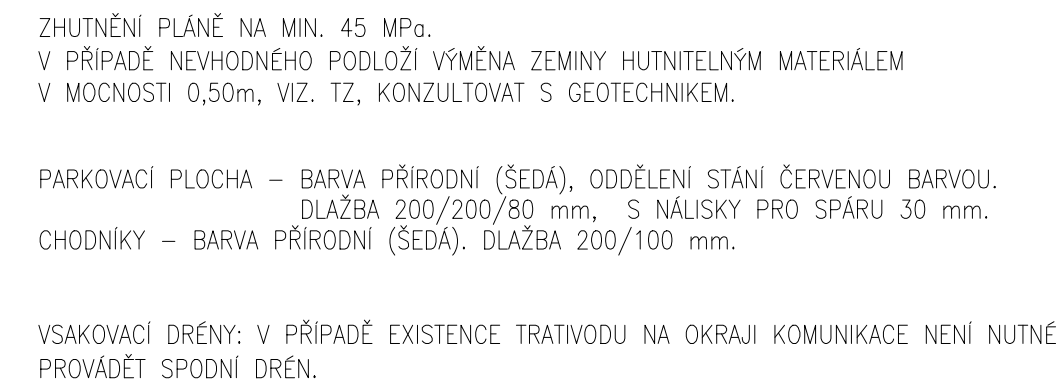 ZHUTNĚNÍ PLÁNĚ NA MIN. 45 MPa.
V PŘÍPADĚ NEVHODNÉHO PODLOŽÍ VÝMĚNA ZEMINY HUTNITELNÝM MATERIÁLEM
V MOCNOSTI 0,50m, VIZ. TZ, KONZULTOVAT S GEOTECHNIKEM.
PARKOVACÍ PLOCHA – BARVA PŘÍRODNÍ (ŠEDÁ), ODDĚLENÍ STÁNÍ ČERVENOU BARVOU.
DLAŽBA 200/200/80 mm, S NÁLISKY PRO SPÁRU 30 mm.
CHODNÍKY – BARVA PŘÍRODNÍ (ŠEDÁ). DLAŽBA 200/100 mm.
VSAKOVACÍ DRÉNY: V PŘÍPADĚ EXISTENCE TRATIVODU NA OKRAJI KOMUNIKACE NENÍ NUTNÉ
PROVÁDĚT SPODNÍ DRÉN.